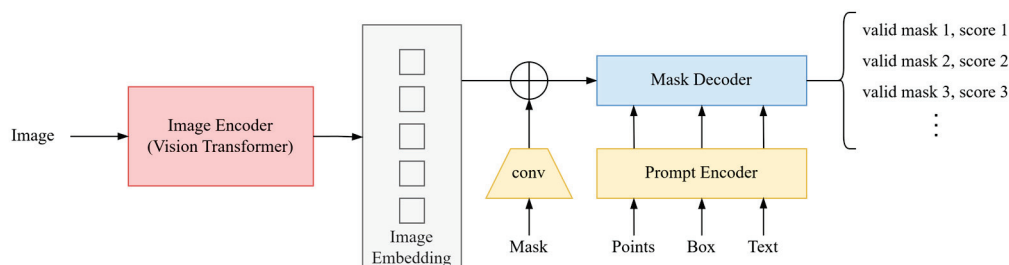 Image
Image Encoder
(Vision Transformer)
Image
Embedding
conv
Mask
Mask Decoder
Prompt Encoder
Points
Box
Text
valid mask 1, score 1
valid mask 2, score 2
valid mask 3, score 3
⋮